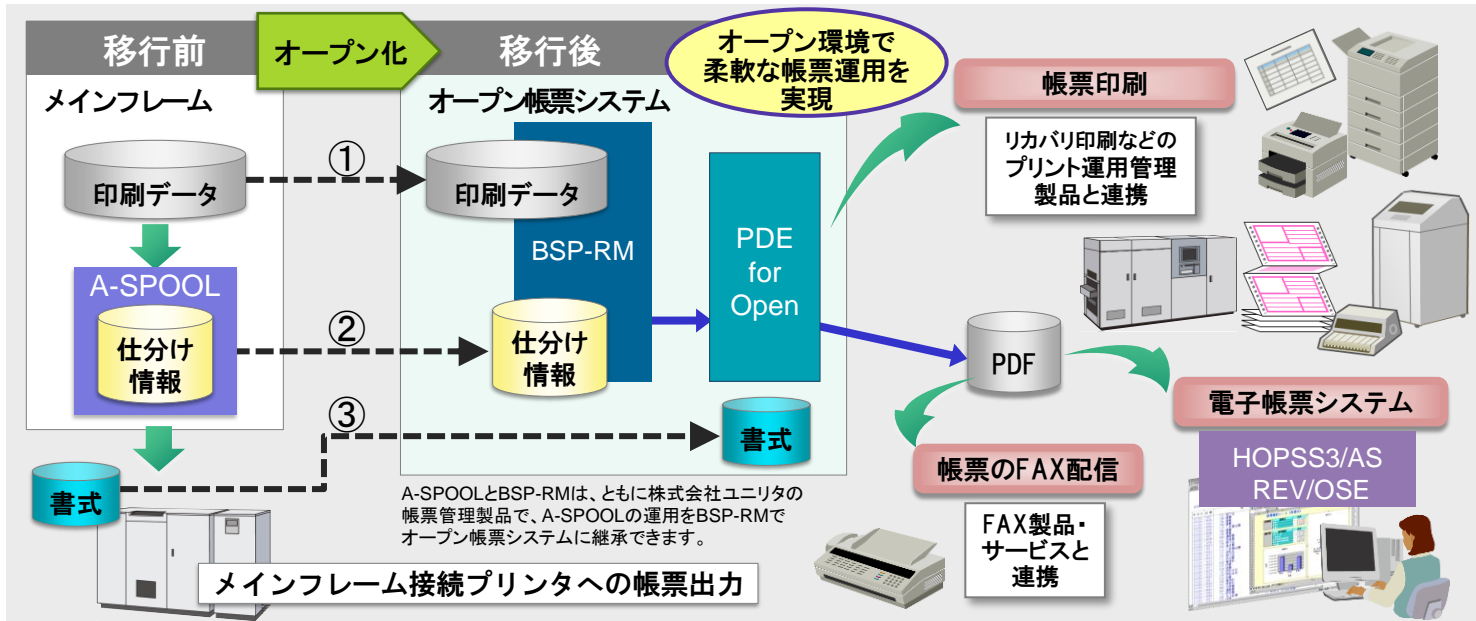 移行前
オープン化
移行後
オープン環境で
柔軟な帳票運用を
実現
メインフレーム
印刷データ
A-SPOOL
仕分け
情報
書式
メインフレーム接続プリンタへの帳票出力
①
②
③
オープン帳票システム
印刷データ
BSP-RM
仕分け
情報
PDE
for
Open
書式
A-SPOOLとBSP-RMは、ともに株式会社ユニリタの
帳票管理製品で、A-SPOOLの運用をBSP-RMで
オープン帳票システムに継承できます。
帳票印刷
リカバリ印刷などの
プリント運用管理
製品と連携
PDF
帳票のFAX配信
FAX製品・
サービスと
連携
電子帳票システム
HOPSS3/AS
REV/OSE